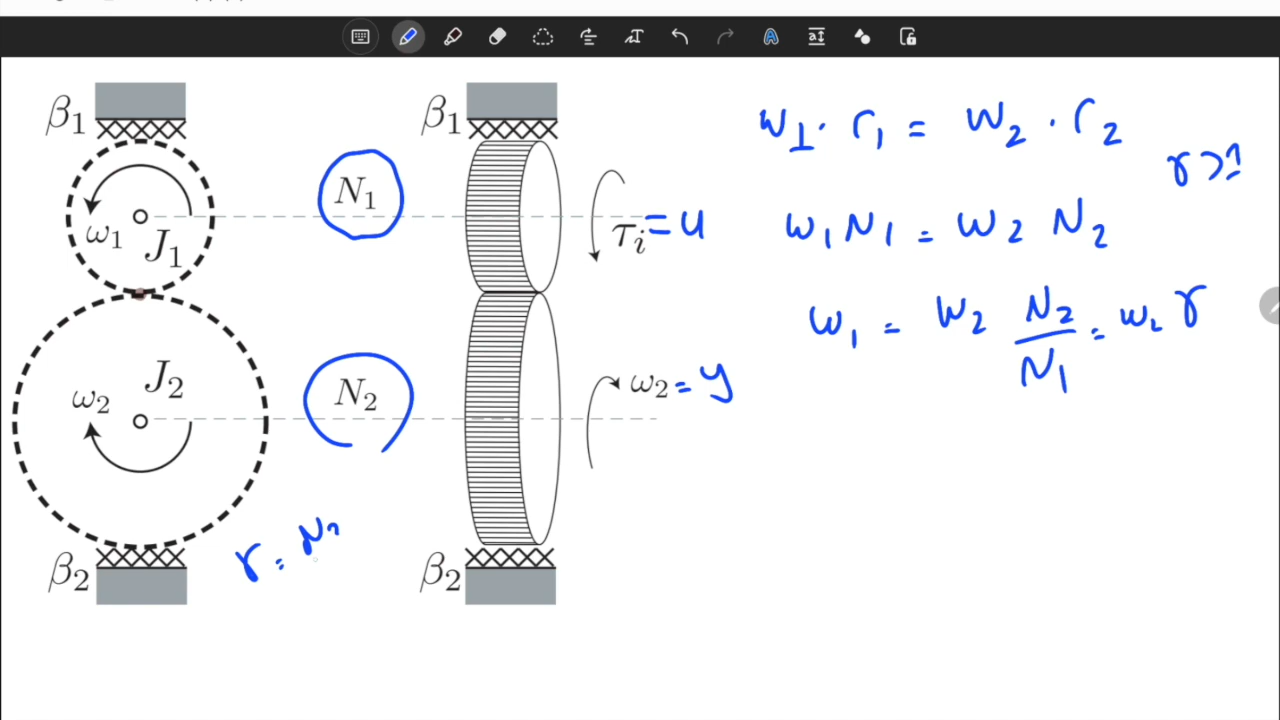 β₁
ω₁
J₁
J₂
ω₂
β₂
N₁
N₂
γ = N₂
β₁
τᵢ = u
ω₂ = y
β₂
ω₁ · r₁ = ω₂ · r₂
γ > 1
ω₁ N₁ = ω₂ N₂
ω₁ = ω₂ N₂/N₁ = ω₂ γ